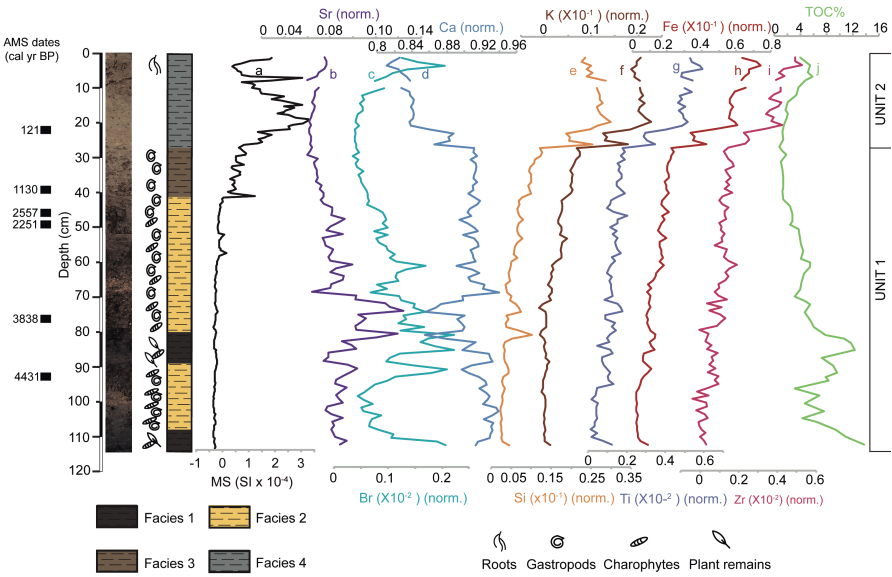 Sr (norm.) Ca (norm.) K (X10-1) (norm.) Fe (X10-1) (norm.) TOC%
0 0.04 0.08 0.10 0.14 0 0.1 0.2 0.2 0.4 0.6 0.8 0 4 8 12 16
0,8 0.84 0.88 0.92 0.96
AMS dates
(cal yr BP)
0
10
20
30
40
50
60
70
80
90
100
110
120
Depth (cm)
121
1130
2557
2251
3838
4431
a b c d e f g h i j
UNIT 2
UNIT 1
-1 0 1 2 3
MS (SI x 10-4)
0 0.1 0.2
Br (X10-2 ) (norm.)
0 0.05 0.15 0.25 0.35
Si (x10-1) (norm.)
0 0.2 0.4
Ti (X10-2 ) (norm.)
0.6
0 0.2 0.4 0.6
Zr (X10-2) (norm.)
Facies 1 Facies 2
Facies 3 Facies 4
Roots Gastropods Charophytes Plant remains